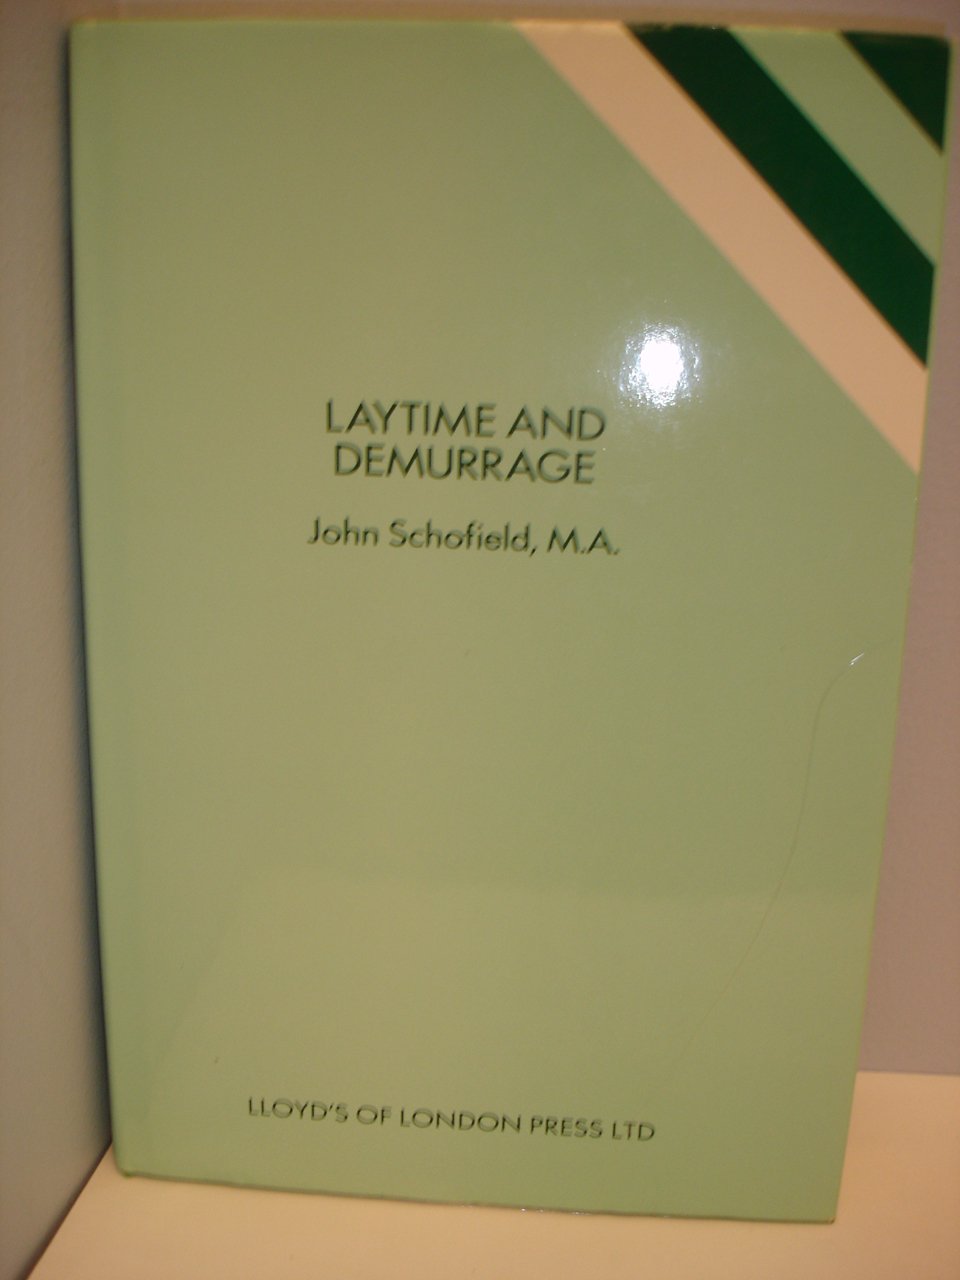 LAYTIME AND
DEMURRAGE
John Schofield, M.A.
LLOYD'S OF LONDON PRESS LTD